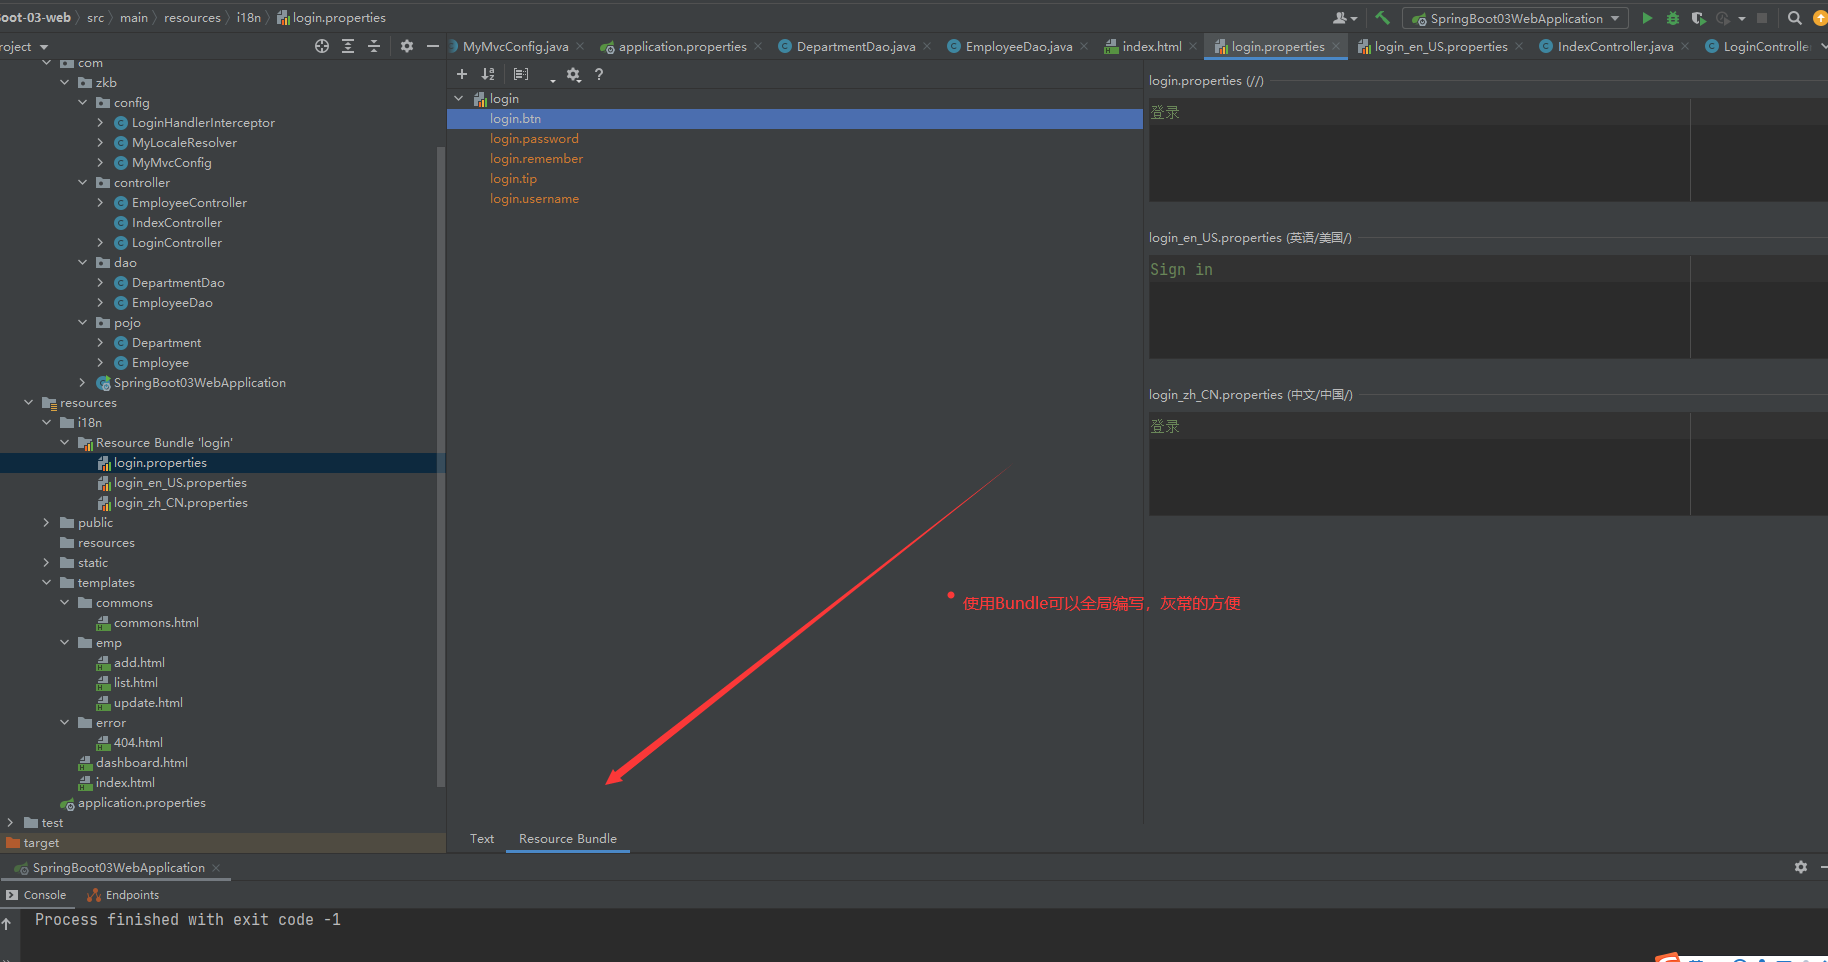 oot-03-web src main resources i18n login.properties
SpringBoot03WebApplication
roject
MyMvcConfig.java application.properties DepartmentDao.java EmployeeDao.java index.html login.properties login_en_US.properties IndexController.java LoginControlle
com
zkb
config
LoginHandlerInterceptor
MyLocaleResolver
MyMvcConfig
controller
EmployeeController
IndexController
LoginController
dao
DepartmentDao
EmployeeDao
pojo
Department
Employee
SpringBoot03WebApplication
resources
i18n
Resource Bundle 'login'
login.properties
login_en_US.properties
login_zh_CN.properties
public
resources
static
templates
commons
commons.html
emp
add.html
list.html
update.html
error
404.html
dashboard.html
index.html
application.properties
test
target
login
login.btn
login.password
login.remember
login.tip
login.username
login.properties (//)
登录
login_en_US.properties (英语/美国/)
Sign in
login_zh_CN.properties (中文/中国/)
登录
使用Bundle可以全局编写，灰常的方便
Text Resource Bundle
SpringBoot03WebApplication
Console Endpoints
Process finished with exit code -1